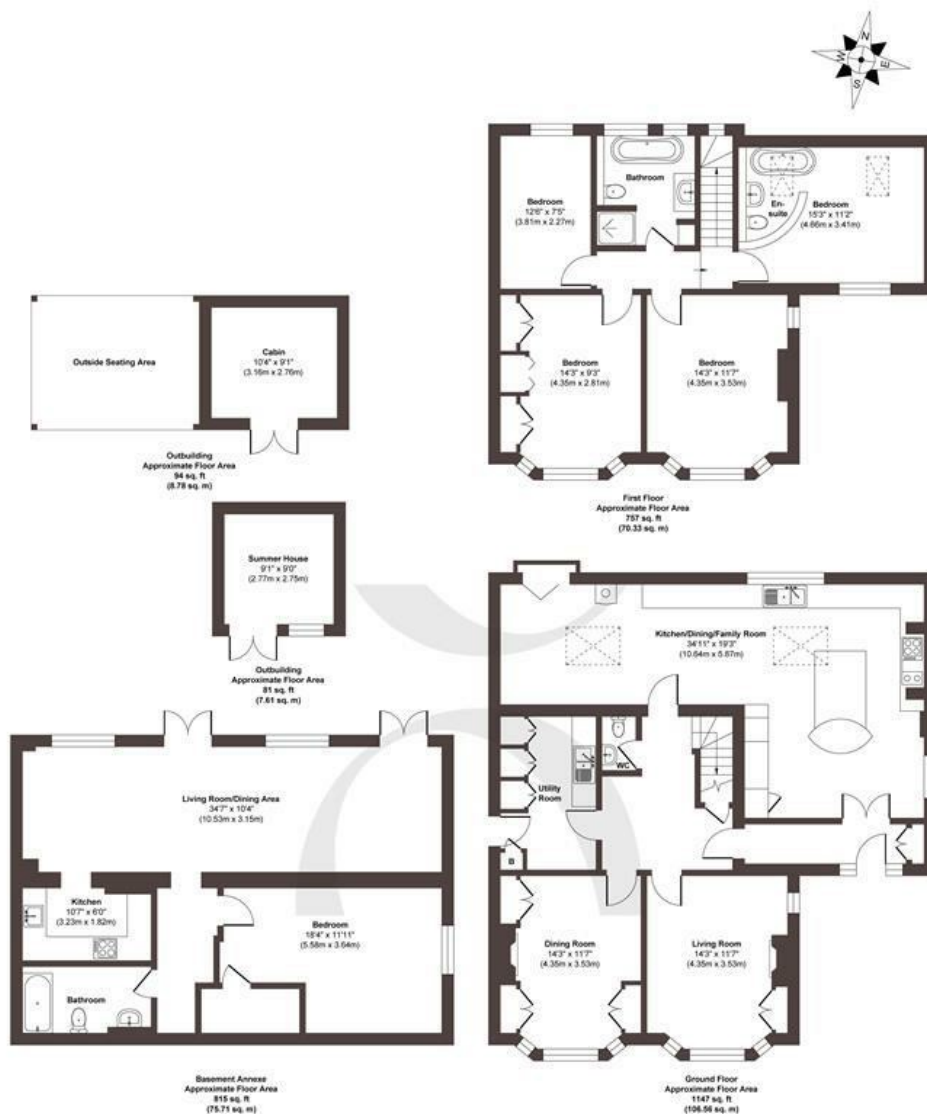 N
W
E
S
Bedroom
12'6" x 7'5"
(3.81m x 2.27m)
Bathroom
En-
suite
Bedroom
15'3" x 11'2"
(4.66m x 3.41m)
Bedroom
14'3" x 9'3"
(4.35m x 2.81m)
Bedroom
14'3" x 11'7"
(4.35m x 3.53m)
First Floor
Approximate Floor Area
757 sq. ft
(70.33 sq. m)
Outside Seating Area
Cabin
10'4" x 9'1"
(3.16m x 2.76m)
Outbuilding
Approximate Floor Area
94 sq. ft
(8.78 sq. m)
Summer House
9'1" x 9'0"
(2.77m x 2.75m)
Outbuilding
Approximate Floor Area
81 sq. ft
(7.61 sq. m)
Kitchen/Dining/Family Room
34'11" x 19'3"
(10.64m x 5.87m)
WC
Utility
Room
B
Dining Room
14'3" x 11'7"
(4.35m x 3.53m)
Living Room
14'3" x 11'7"
(4.35m x 3.53m)
Ground Floor
Approximate Floor Area
1147 sq. ft
(106.56 sq. m)
Living Room/Dining Area
34'7" x 10'4"
(10.53m x 3.15m)
Kitchen
10'7" x 6'0"
(3.23m x 1.82m)
Bedroom
18'4" x 11'11"
(5.58m x 3.64m)
Bathroom
Basement Annexe
Approximate Floor Area
815 sq. ft
(75.71 sq. m)